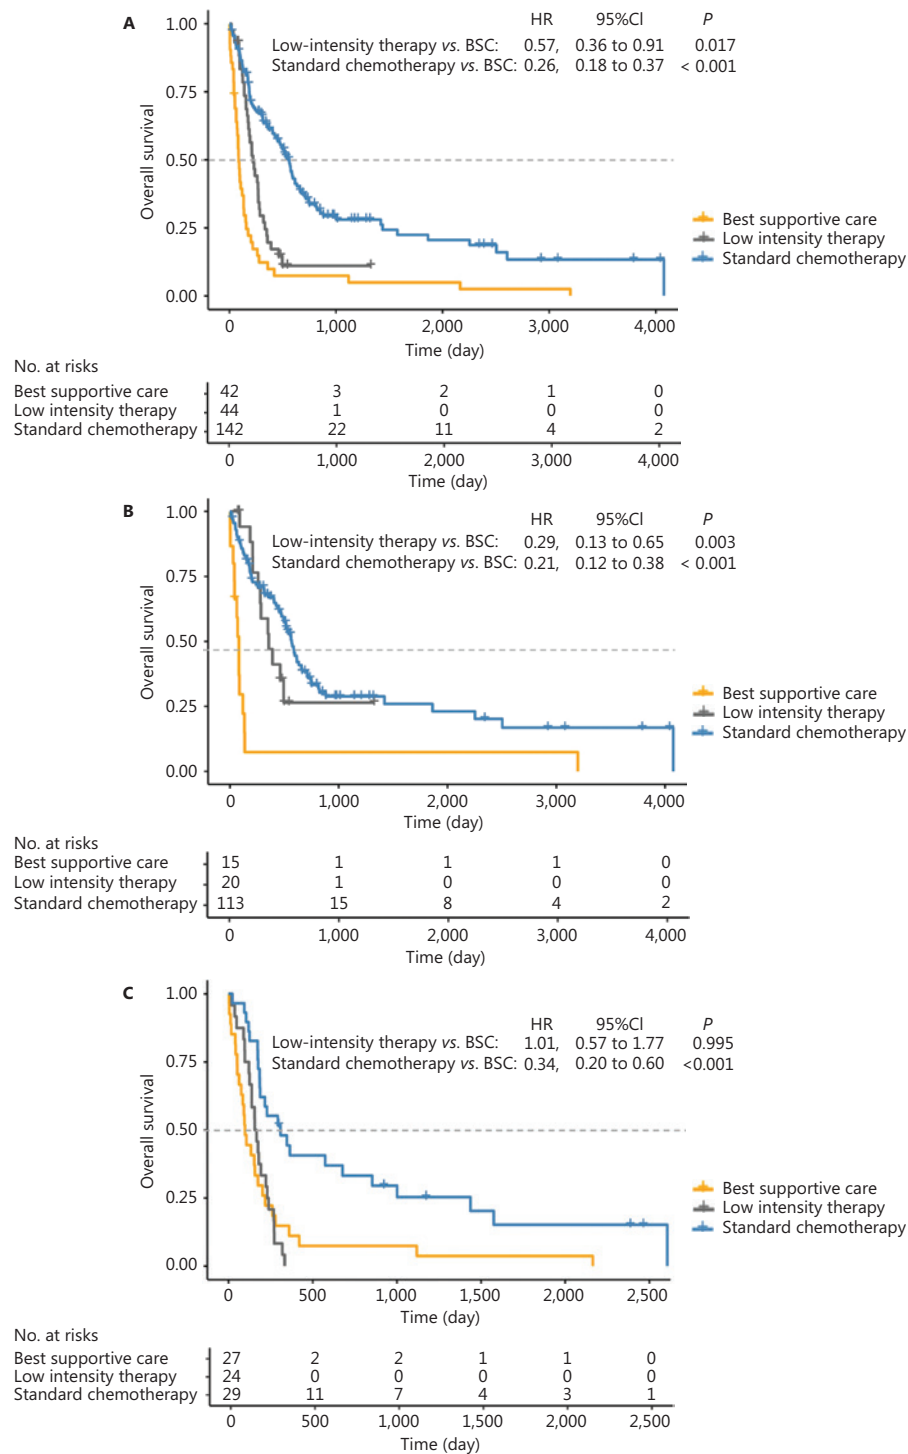 A
HR 95%CI P
Low-intensity therapy vs. BSC: 0.57, 0.36 to 0.91 0.017
Standard chemotherapy vs. BSC: 0.26, 0.18 to 0.37 < 0.001
Overall survival
1.00
0.75
0.50
0.25
0.00
Best supportive care
Low intensity therapy
Standard chemotherapy
0 1,000 2,000 3,000 4,000
Time (day)
No. at risks
Best supportive care 42 3 2 1 0
Low intensity therapy 44 1 0 0 0
Standard chemotherapy 142 22 11 4 2
0 1,000 2,000 3,000 4,000
Time (day)
B
HR 95%CI P
Low-intensity therapy vs. BSC: 0.29, 0.13 to 0.65 0.003
Standard chemotherapy vs. BSC: 0.21, 0.12 to 0.38 < 0.001
Overall survival
1.00
0.75
0.50
0.25
0.00
Best supportive care
Low intensity therapy
Standard chemotherapy
0 1,000 2,000 3,000 4,000
Time (day)
No. at risks
Best supportive care 15 1 1 1 0
Low intensity therapy 20 1 0 0 0
Standard chemotherapy 113 15 8 4 2
0 1,000 2,000 3,000 4,000
Time (day)
C
HR 95%CI P
Low-intensity therapy vs. BSC: 1.01, 0.57 to 1.77 0.995
Standard chemotherapy vs. BSC: 0.34, 0.20 to 0.60 <0.001
Overall survival
1.00
0.75
0.50
0.25
0.00
Best supportive care
Low intensity therapy
Standard chemotherapy
0 500 1,000 1,500 2,000 2,500
Time (day)
No. at risks
Best supportive care 27 2 2 1 1 0
Low intensity therapy 24 0 0 0 0 0
Standard chemotherapy 29 11 7 4 3 1
0 500 1,000 1,500 2,000 2,500
Time (day)